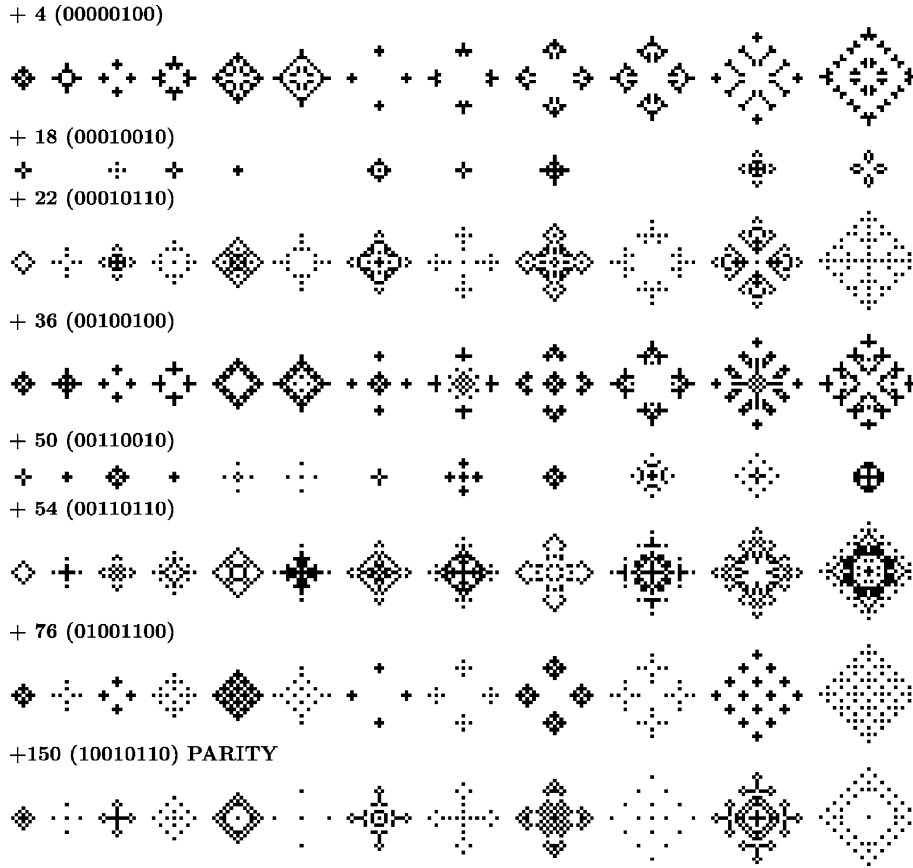 + 4 (00000100)
+ 18 (00010010)
+ 22 (00010110)
+ 36 (00100100)
+ 50 (00110010)
+ 54 (00110110)
+ 76 (01001100)
+150 (10010110) PARITY